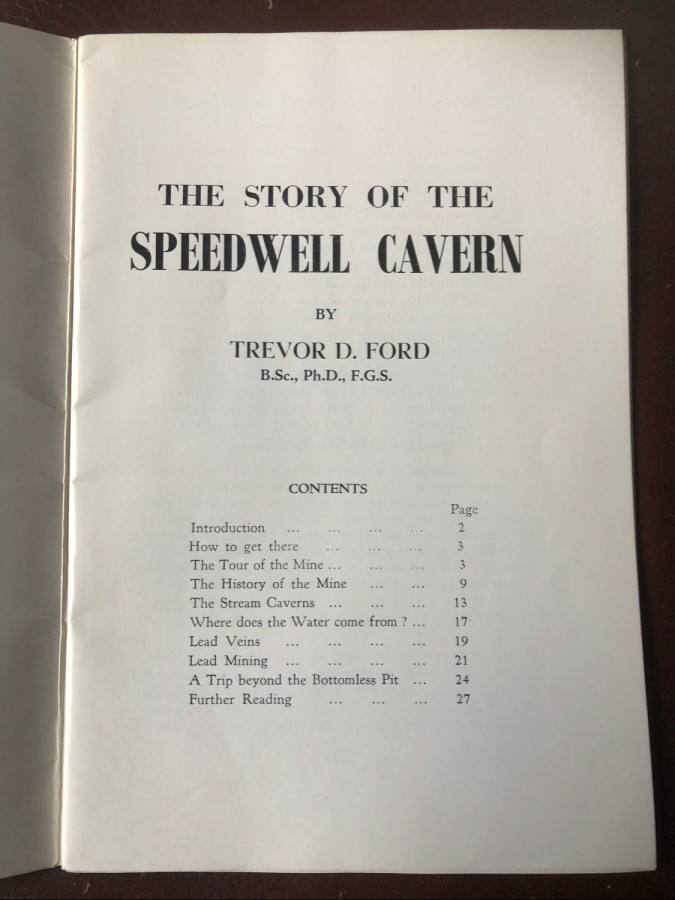 THE STORY OF THE
SPEEDWELL CAVERN
BY
TREVOR D. FORD
B.Sc., Ph.D., F.G.S.
CONTENTS
Page
Introduction ... ... ... ... 2
How to get there ... ... ... 3
The Tour of the Mine ... ... ... 3
The History of the Mine ... ... 9
The Stream Caverns ... ... ... 13
Where does the Water come from ? ... 17
Lead Veins ... ... ... ... 19
Lead Mining ... ... ... ... 21
A Trip beyond the Bottomless Pit ... 24
Further Reading ... ... ... 27